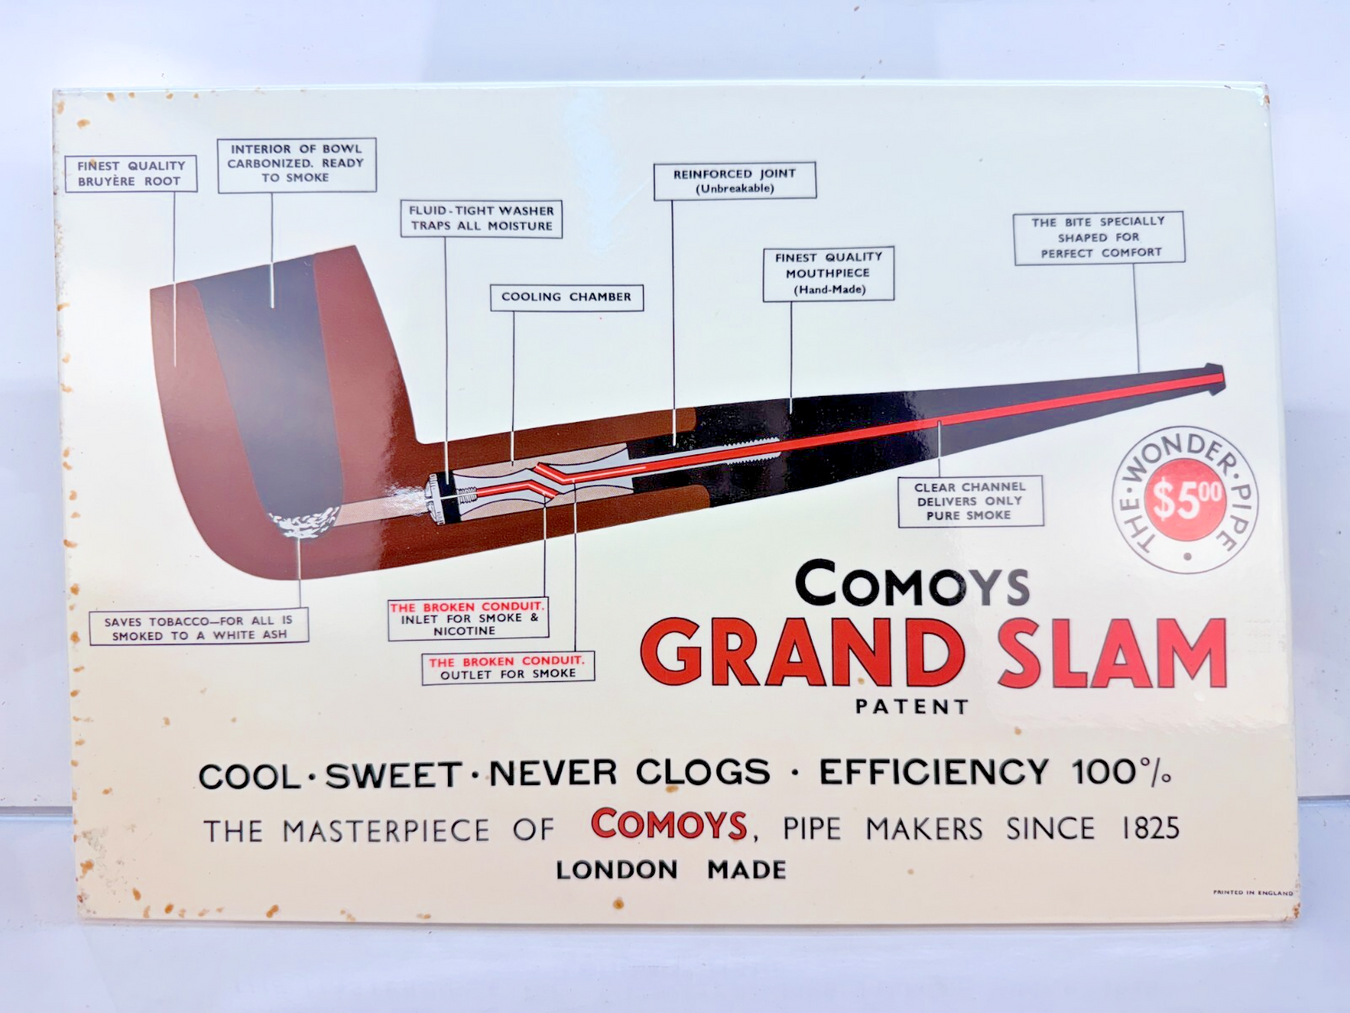 FINEST QUALITY
BRUYÈRE ROOT
INTERIOR OF BOWL
CARBONIZED. READY
TO SMOKE
FLUID-TIGHT WASHER
TRAPS ALL MOISTURE
COOLING CHAMBER
REINFORCED JOINT
(Unbreakable)
FINEST QUALITY
MOUTHPIECE
(Hand-Made)
THE BITE SPECIALLY
SHAPED FOR
PERFECT COMFORT
CLEAR CHANNEL
DELIVERS ONLY
PURE SMOKE
THE·WONDER·PIPE·
$500
SAVES TOBACCO—FOR ALL IS
SMOKED TO A WHITE ASH
THE BROKEN CONDUIT.
INLET FOR SMOKE &
NICOTINE
THE BROKEN CONDUIT.
OUTLET FOR SMOKE
COMOYS
GRAND SLAM
PATENT
COOL·SWEET·NEVER CLOGS · EFFICIENCY 100%
THE MASTERPIECE OF COMOYS, PIPE MAKERS SINCE 1825
LONDON MADE
PRINTED IN ENGLAND